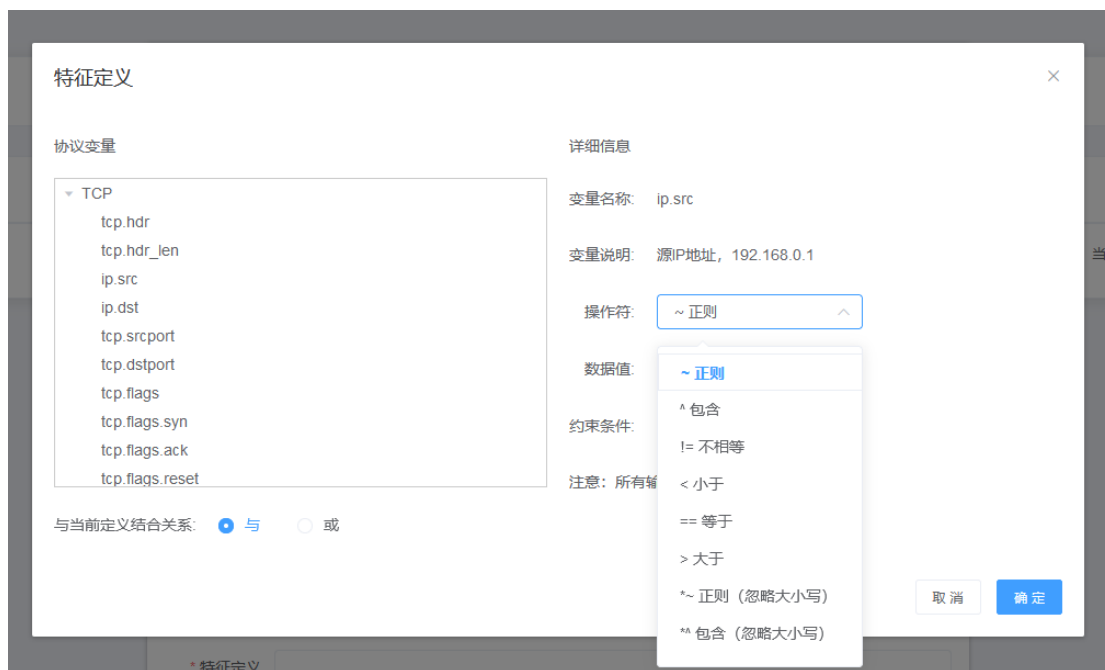 特征定义
协议变量
TCP
tcp.hdr
tcp.hdr_len
ip.src
ip.dst
tcp.srcport
tcp.dstport
tcp.flags
tcp.flags.syn
tcp.flags.ack
tcp.flags.reset
与当前定义结合关系: 与 或
详细信息
变量名称: ip.src
变量说明: 源IP地址，192.168.0.1
操作符: ~ 正则
数据值:
约束条件:
注意：所有输
~ 正则
^ 包含
!= 不相等
< 小于
== 等于
> 大于
*~ 正则（忽略大小写）
*^ 包含（忽略大小写）
取消 确定
当
* 特征定义